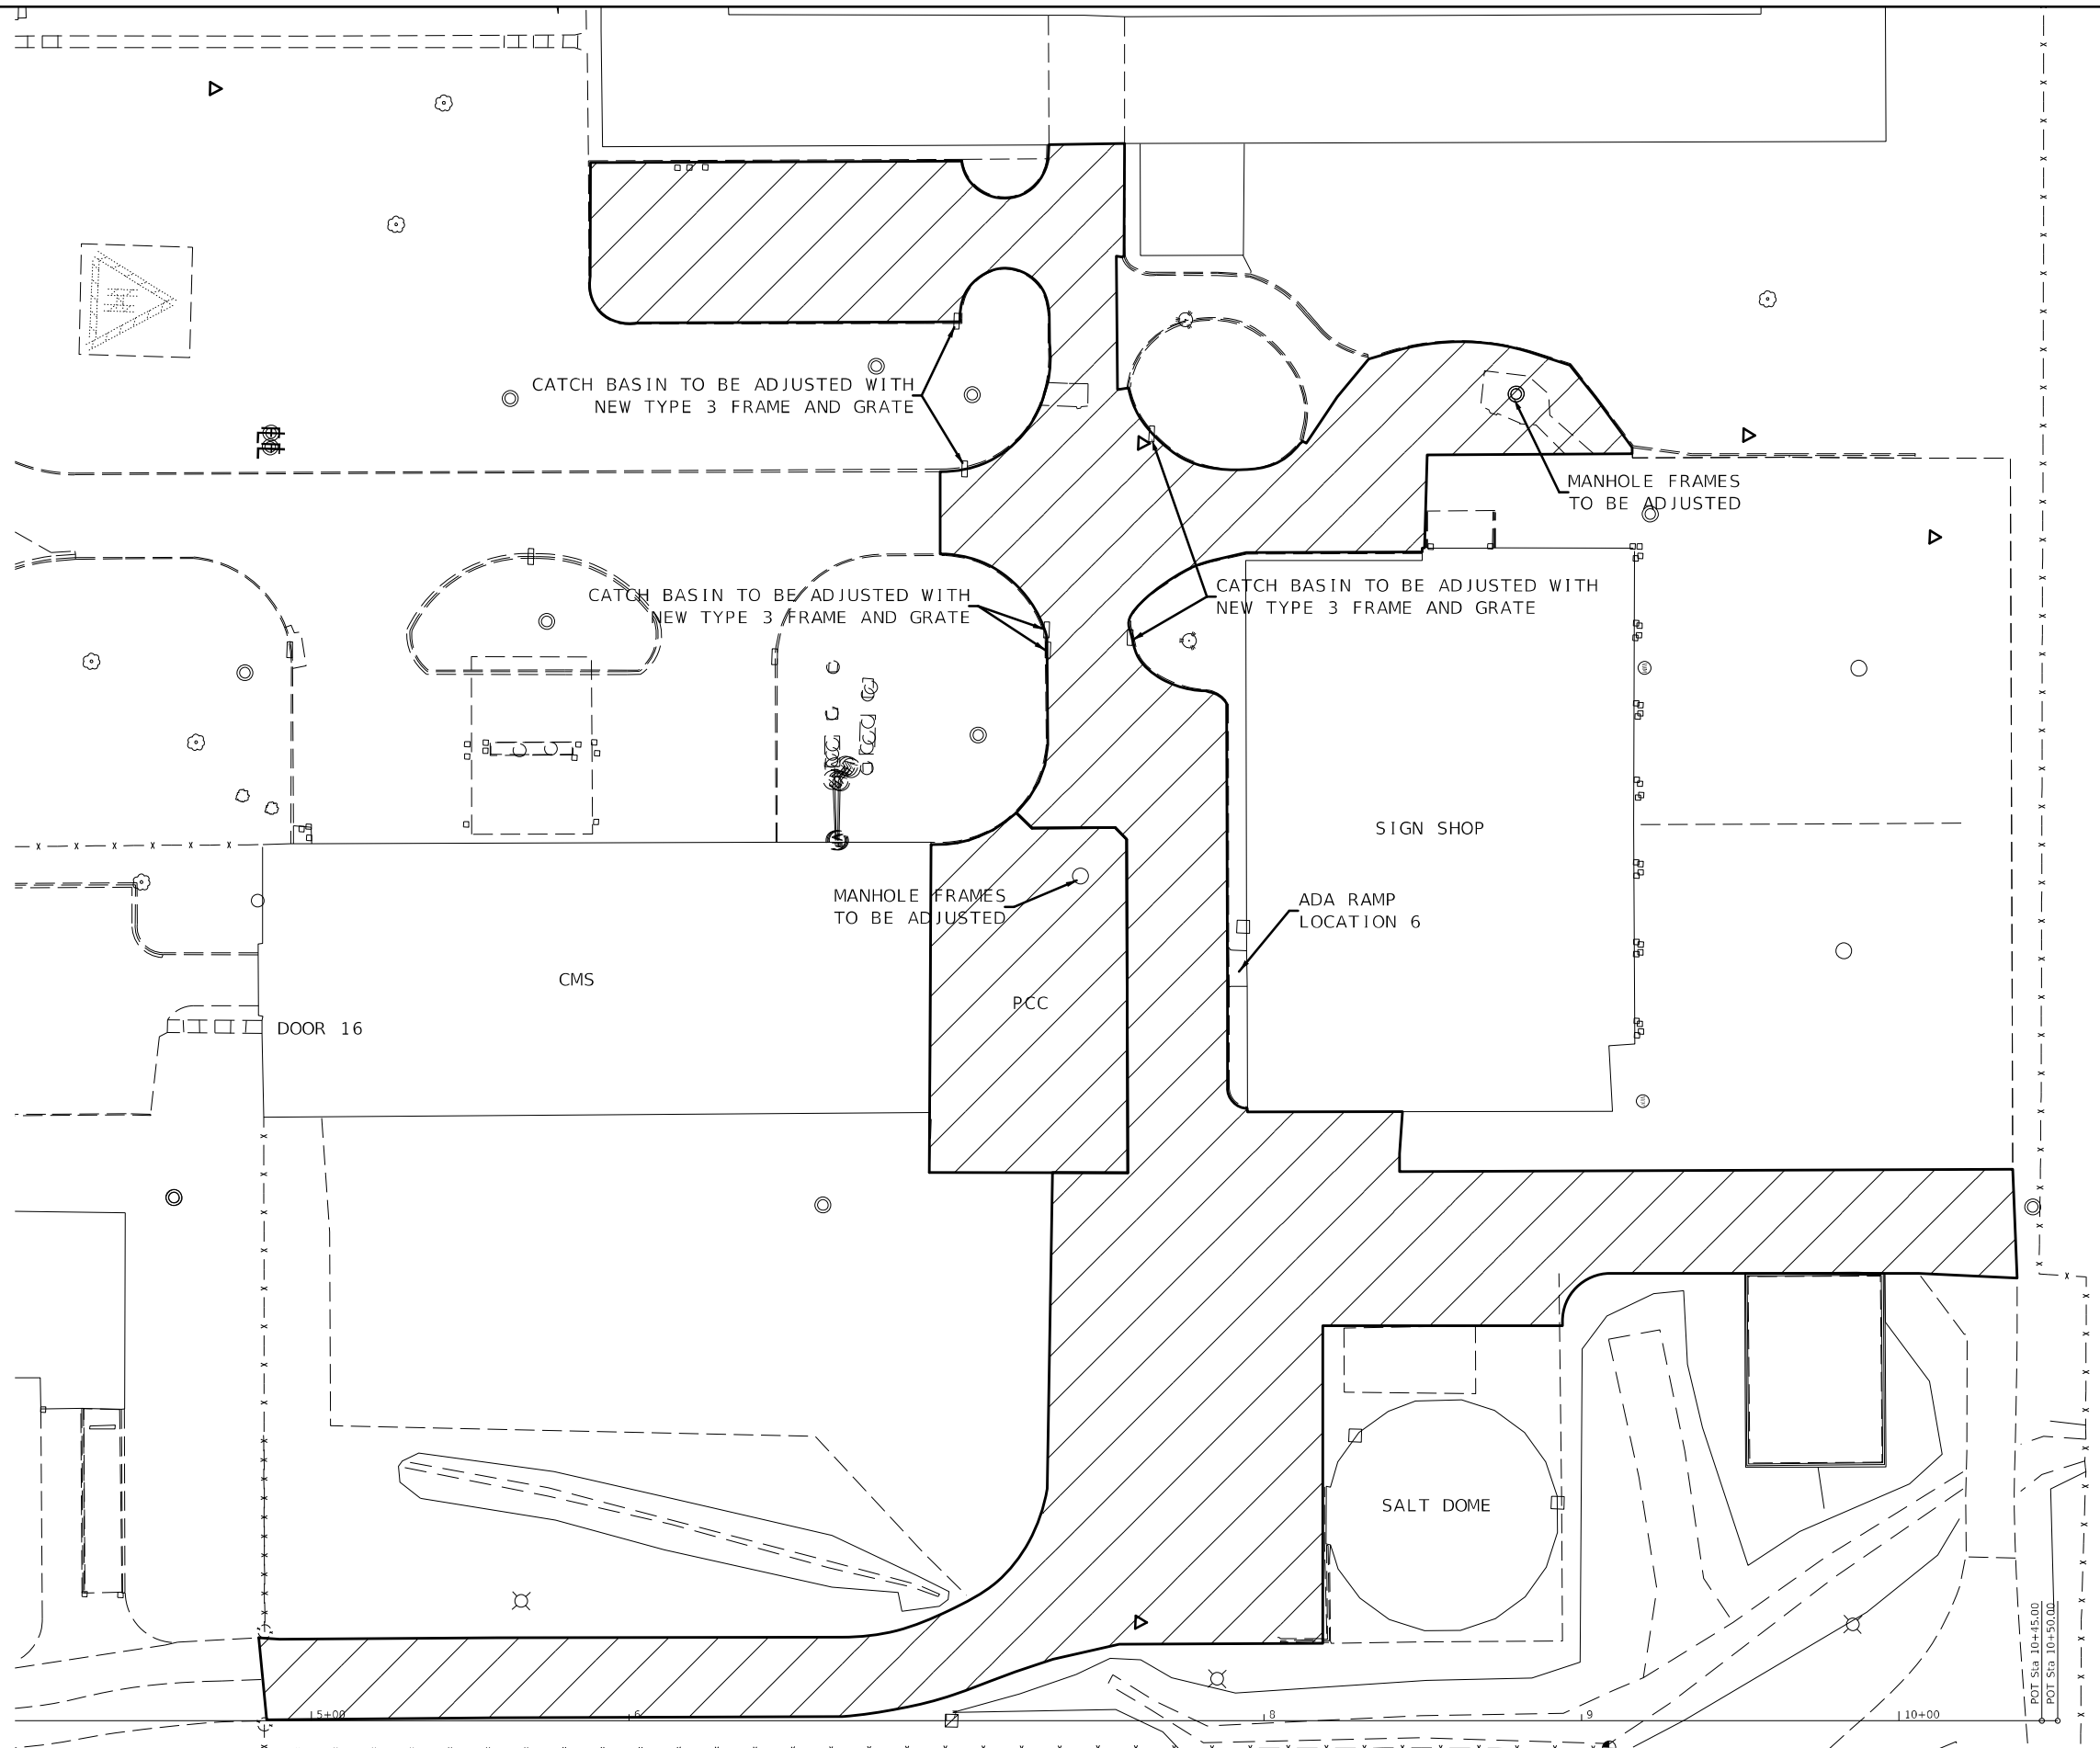 CATCH BASIN TO BE ADJUSTED WITH
NEW TYPE 3 FRAME AND GRATE
MANHOLE FRAMES
TO BE ADJUSTED
CATCH BASIN TO BE ADJUSTED WITH
NEW TYPE 3 FRAME AND GRATE
CATCH BASIN TO BE ADJUSTED WITH
NEW TYPE 3 FRAME AND GRATE
SIGN SHOP
MANHOLE FRAMES
TO BE ADJUSTED
ADA RAMP
LOCATION 6
CMS
PCC
DOOR 16
SALT DOME
POT Sta 10+45.00
POT Sta 10+50.00
5+00
6
8
9
10+00